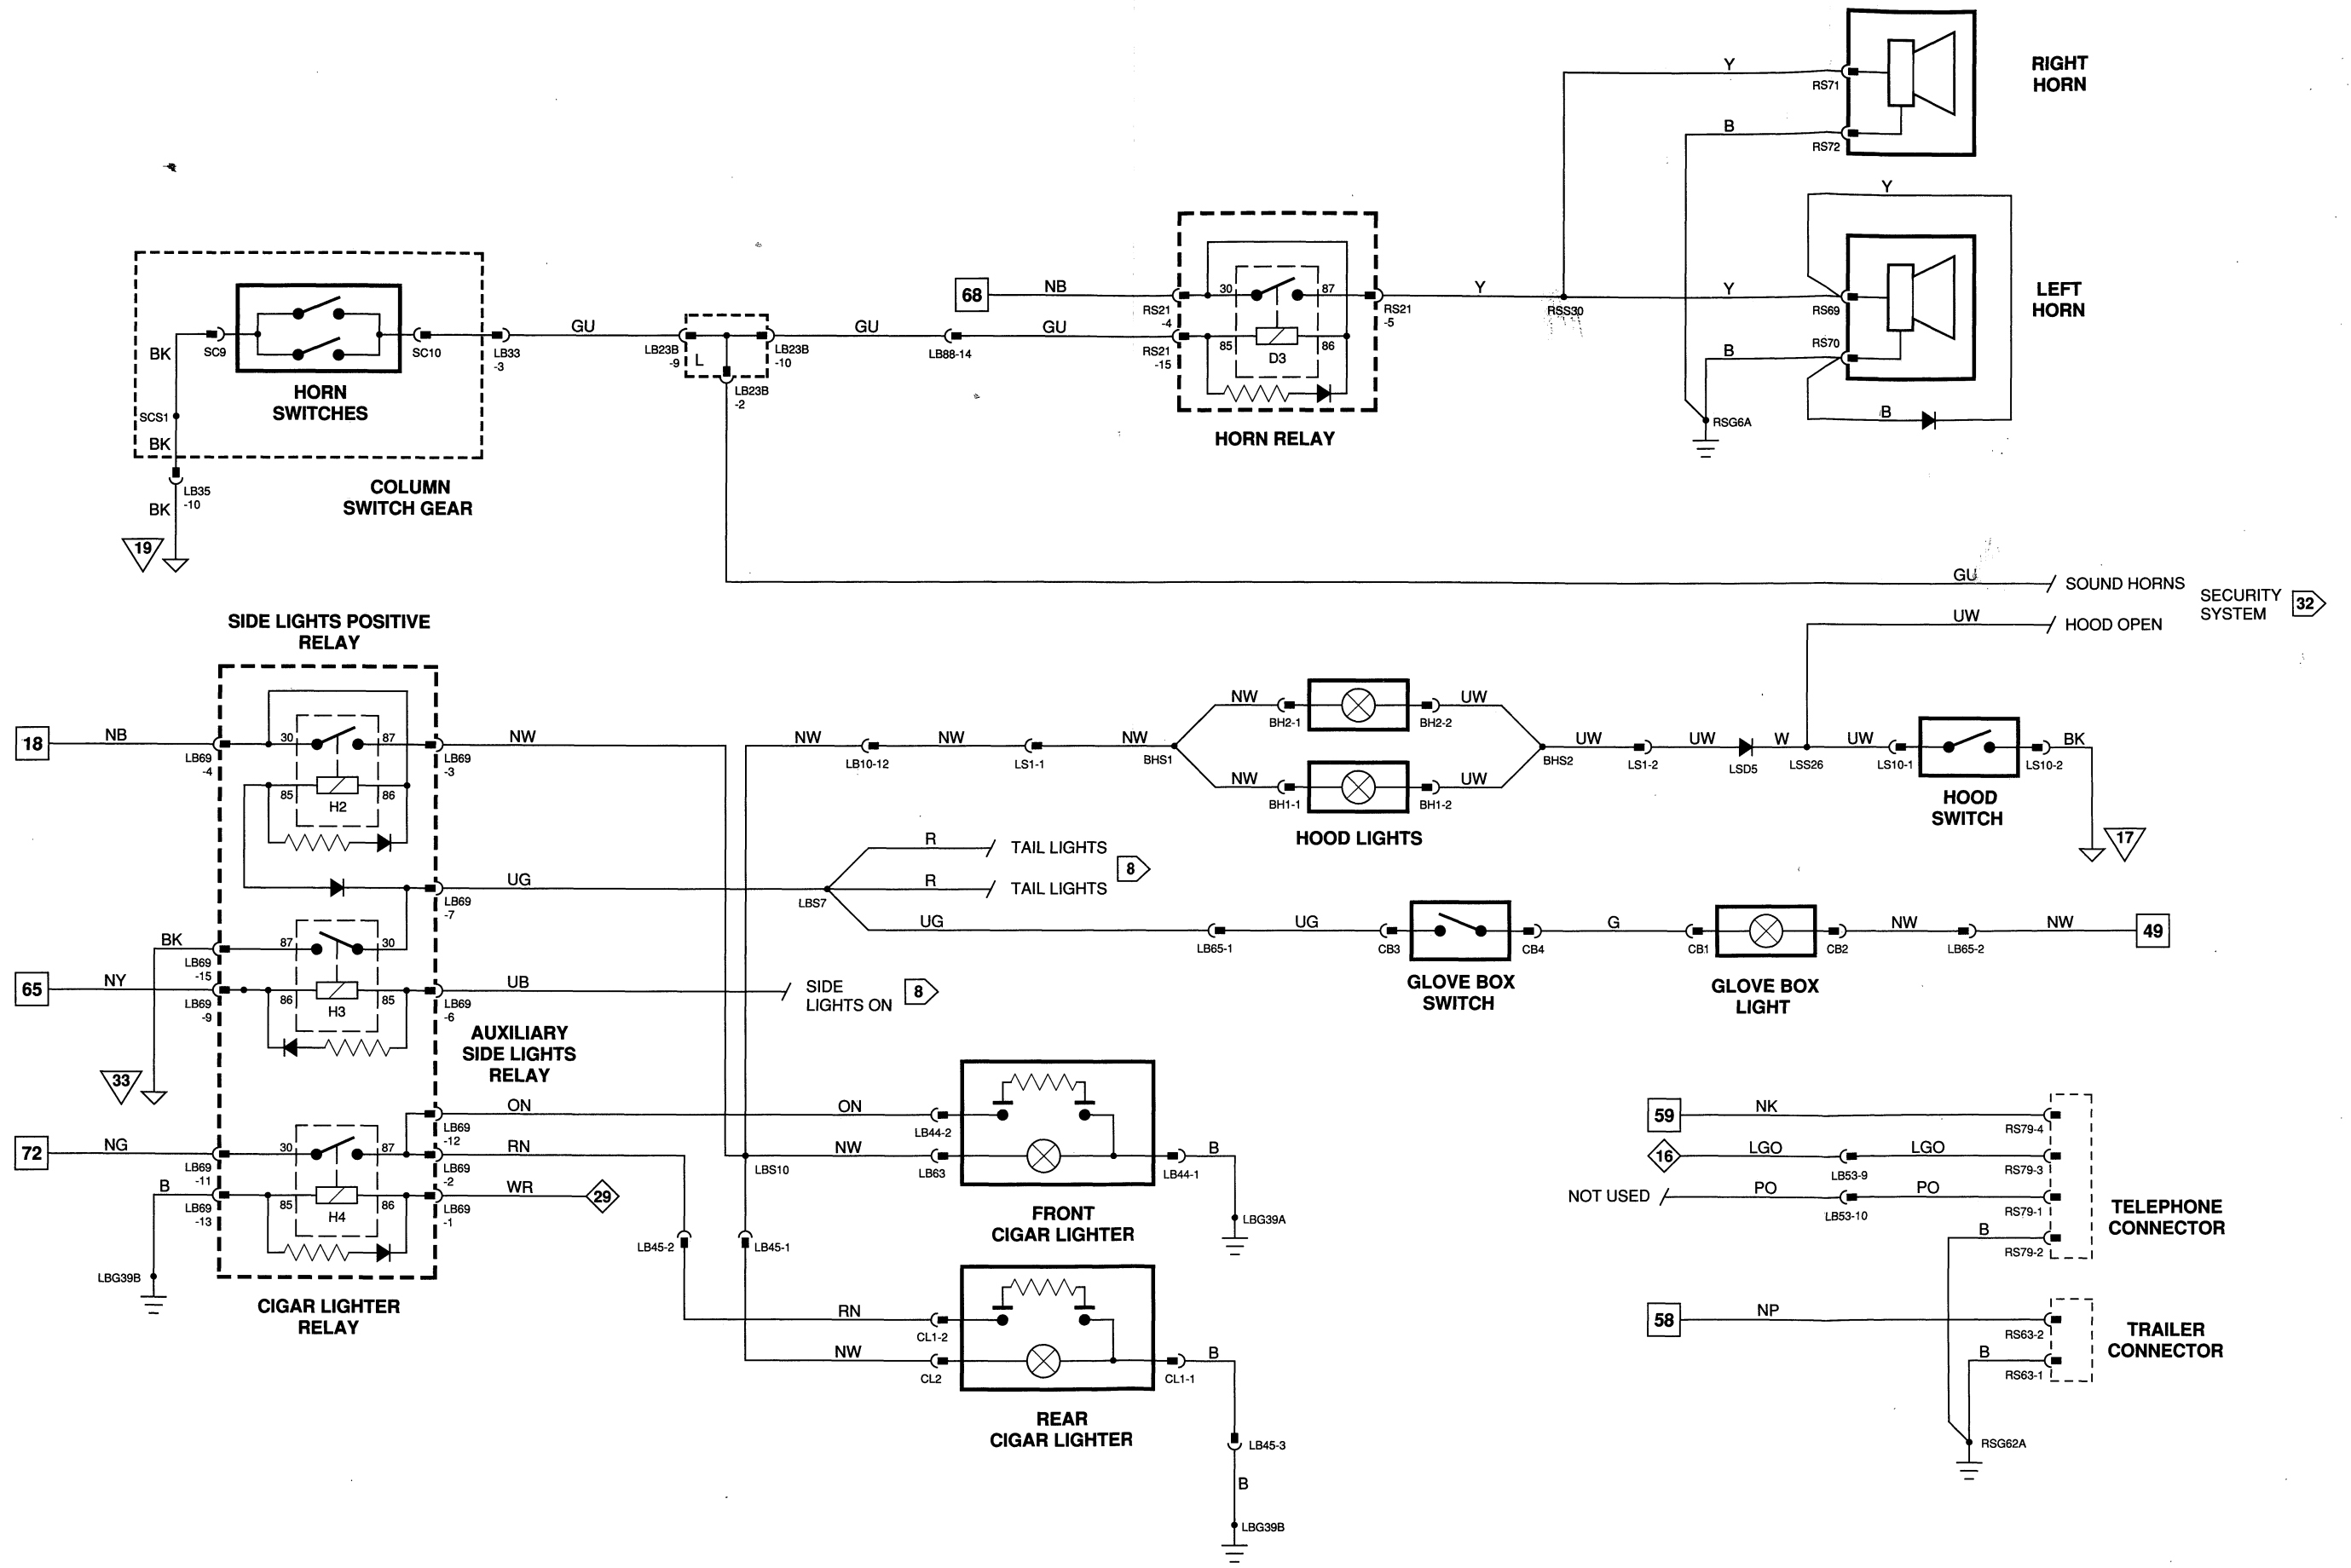 RIGHT
HORN
Y
RS71
B
RS72
Y
LEFT
HORN
Y
RS69
RS70
B
B
RSG6A
68
NB
RS21
-4
30
87
RS21
-5
Y
RSS30
85
86
D3
RS21
-15
HORN RELAY
BK
SC9
SC10
LB33
-3
GU
LB23B
-9
L
LB23B
-10
GU
LB88-14
GU
LB23B
-2
HORN
SWITCHES
SCS1
BK
COLUMN
SWITCH GEAR
LB35
-10
BK
19
GU
SOUND HORNS
UW
HOOD OPEN
SECURITY
SYSTEM
32
SIDE LIGHTS POSITIVE
RELAY
18
NB
LB69
-4
30
87
LB69
-3
NW
85
86
H2
NW
LB10-12
NW
LS1-1
NW
BHS1
NW
BH2-1
BH2-2
UW
NW
BH1-1
BH1-2
UW
HOOD LIGHTS
BHS2
UW
LS1-2
UW
LSD5
W
LSS26
UW
LS10-1
LS10-2
BK
HOOD
SWITCH
17
UG
LB69
-7
LBS7
R
TAIL LIGHTS
R
TAIL LIGHTS
8
UG
LB65-1
UG
CB3
CB4
G
CB1
CB2
NW
LB65-2
NW
49
GLOVE BOX
SWITCH
GLOVE BOX
LIGHT
BK
LB69
-15
87
30
65
NY
LB69
-9
86
85
H3
LB69
-6
UB
SIDE
LIGHTS ON
8
AUXILIARY
SIDE LIGHTS
RELAY
33
ON
LB69
-12
ON
LB44-2
72
NG
LB69
-11
30
87
RN
LB69
-2
B
LB69
-13
85
86
H4
WR
LB69
-1
29
LBG39B
CIGAR LIGHTER
RELAY
LBS10
NW
LB63
LB44-1
B
LBG39A
FRONT
CIGAR LIGHTER
LB45-2
LB45-1
RN
CL1-2
NW
CL2
CL1-1
B
REAR
CIGAR LIGHTER
LB45-3
B
LBG39B
59
NK
RS79-4
16
LGO
LB53-9
LGO
RS79-3
NOT USED
PO
LB53-10
PO
RS79-1
B
RS79-2
TELEPHONE
CONNECTOR
58
NP
RS63-2
B
RS63-1
TRAILER
CONNECTOR
RSG62A